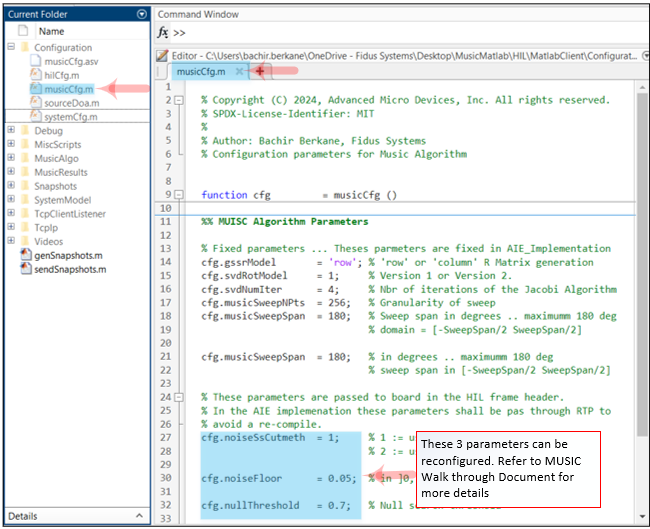 Current Folder
Name
Configuration
musicCfg.asv
hilCfg.m
musicCfg.m
sourceDoa.m
systemCfg.m
Debug
MiscScripts
MusicAlgo
MusicResults
Snapshots
SystemModel
TcpClientListener
TcpIp
Videos
genSnapshots.m
sendSnapshots.m
Details
Command Window
fx >>
Editor - C:\Users\bachir.berkane\OneDrive - Fidus Systems\Desktop\MusicMatlab\HIL\MatlabClient\Configurat...
musicCfg.m
1
2 % Copyright (C) 2024, Advanced Micro Devices, Inc. All rights reserved.
3 % SPDX-License-Identifier: MIT
4 %
5 % Author: Bachir Berkane, Fidus Systems
6 % Configuration parameters for Music Algorithm
7
8
9 function cfg = musicCfg ()
10
11 %% MUISC Algorithm Parameters
12
13 % Fixed parameters ... Theses parmeters are fixed in AIE_Implementation
14 cfg.gssrModel = 'row'; % 'row' or 'column' R Matrix generation
15 cfg.svdRotModel = 1; % Version 1 or Version 2.
16 cfg.svdNumIter = 4; % Nbr of iterations of the Jacobi Algorithm
17 cfg.musicSweepNPts = 256; % Granularity of sweep
18 cfg.musicSweepSpan = 180; % Sweep span in degrees .. maximumm 180 deg
19 % domain = [-SweepSpan/2 SweepSpan/2]
20
21 cfg.musicSweepSpan = 180; % in degrees .. maximumm 180 deg
22 % sweep span in [-SweepSpan/2 SweepSpan/2]
23
24 % These parameters are passed to board in the HIL frame header.
25 % In the AIE implemenation these parameters shall be pas through RTP to
26 % avoid a re-compile.
27 cfg.noiseSsCutmeth = 1; % 1 := u
28 % 2 := u
29
30 cfg.noiseFloor = 0.05; % in ]0,
31
32 cfg.nullThreshold = 0.7; % Null
33
These 3 parameters can be
reconfigured. Refer to MUSIC
Walk through Document for
more details